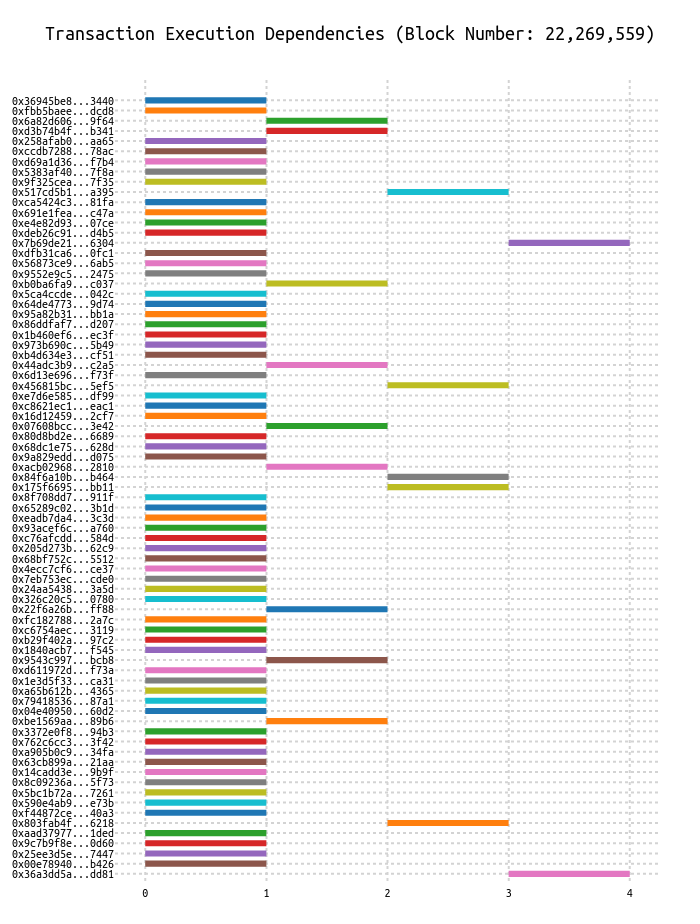 Transaction Execution Dependencies (Block Number: 22,269,559)
0x36945be8...3440
0xfbb5baee...dcd8
0x6a82d606...9f64
0xd3b74b4f...b341
0x258afab0...aa65
0xccdb7288...78ac
0xd69a1d36...f7b4
0x5383af40...7f8a
0x9f325cea...7f35
0x517cd5b1...a395
0xca5424c3...81fa
0x691e1fea...c47a
0xe4e82d93...07ce
0xdeb26c91...d4b5
0x7b69de21...6304
0xdfb31ca6...0fc1
0x56873ce9...6ab5
0x9552e9c5...2475
0xb0ba6fa9...c037
0x5ca4ccde...042c
0x64de4773...9d74
0x95a82b31...bb1a
0x86ddfaf7...d207
0x1b460ef6...ec3f
0x973b690c...5b49
0xb4d634e3...cf51
0x44adc3b9...c2a5
0x6d13e696...f73f
0x456815bc...5ef5
0xe7d6e585...df99
0xc8621ec1...eac1
0x16d12459...2cf7
0x07608bcc...3e42
0x80d8bd2e...6689
0x68dc1e75...628d
0x9a829edd...d075
0xacb02968...2810
0x84f6a10b...b464
0x175f6695...bb11
0x8f708dd7...911f
0x65289c02...3b1d
0xeadb7da4...3c3d
0x93acef6c...a760
0xc76afcdd...584d
0x205d273b...62c9
0x68bf752c...5512
0x4ecc7cf6...ce37
0x7eb753ec...cde0
0x24aa5438...3a5d
0x326c20c5...0780
0x22f6a26b...ff88
0xfc182788...2a7c
0xc6754aec...3119
0xb29f402a...97c2
0x1840acb7...f545
0x9543c997...bcb8
0xd611972d...f73a
0x1e3d5f33...ca31
0xa65b612b...4365
0x79418536...87a1
0x04e40950...60d2
0xbe1569aa...89b6
0x3372e0f8...94b3
0x762c6cc3...3f42
0xa905b0c9...34fa
0x63cb899a...21aa
0x14cadd3e...9b9f
0x8c09236a...5f73
0x5bc1b72a...7261
0x590e4ab9...e73b
0xf44872ce...40a3
0x803fab4f...6218
0xaad37977...1ded
0x9c7b9f8e...0d60
0x25ee3d5e...7447
0x00e78940...b426
0x36a3dd5a...dd81
0 1 2 3 4